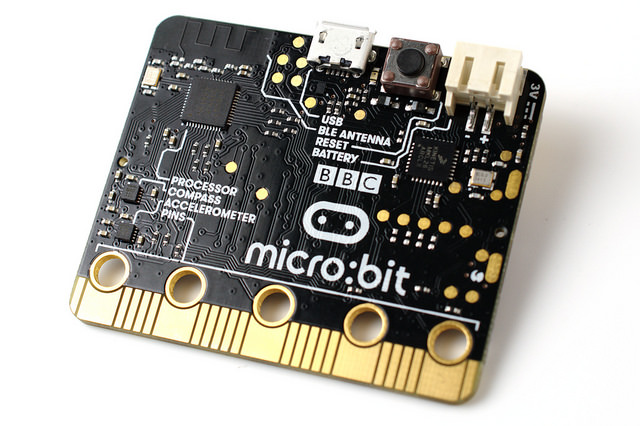 3V
USB
BLE ANTENNA
RESET
BATTERY
+
BBC
PROCESSOR
COMPASS
ACCELEROMETER
PINS
micro:bit